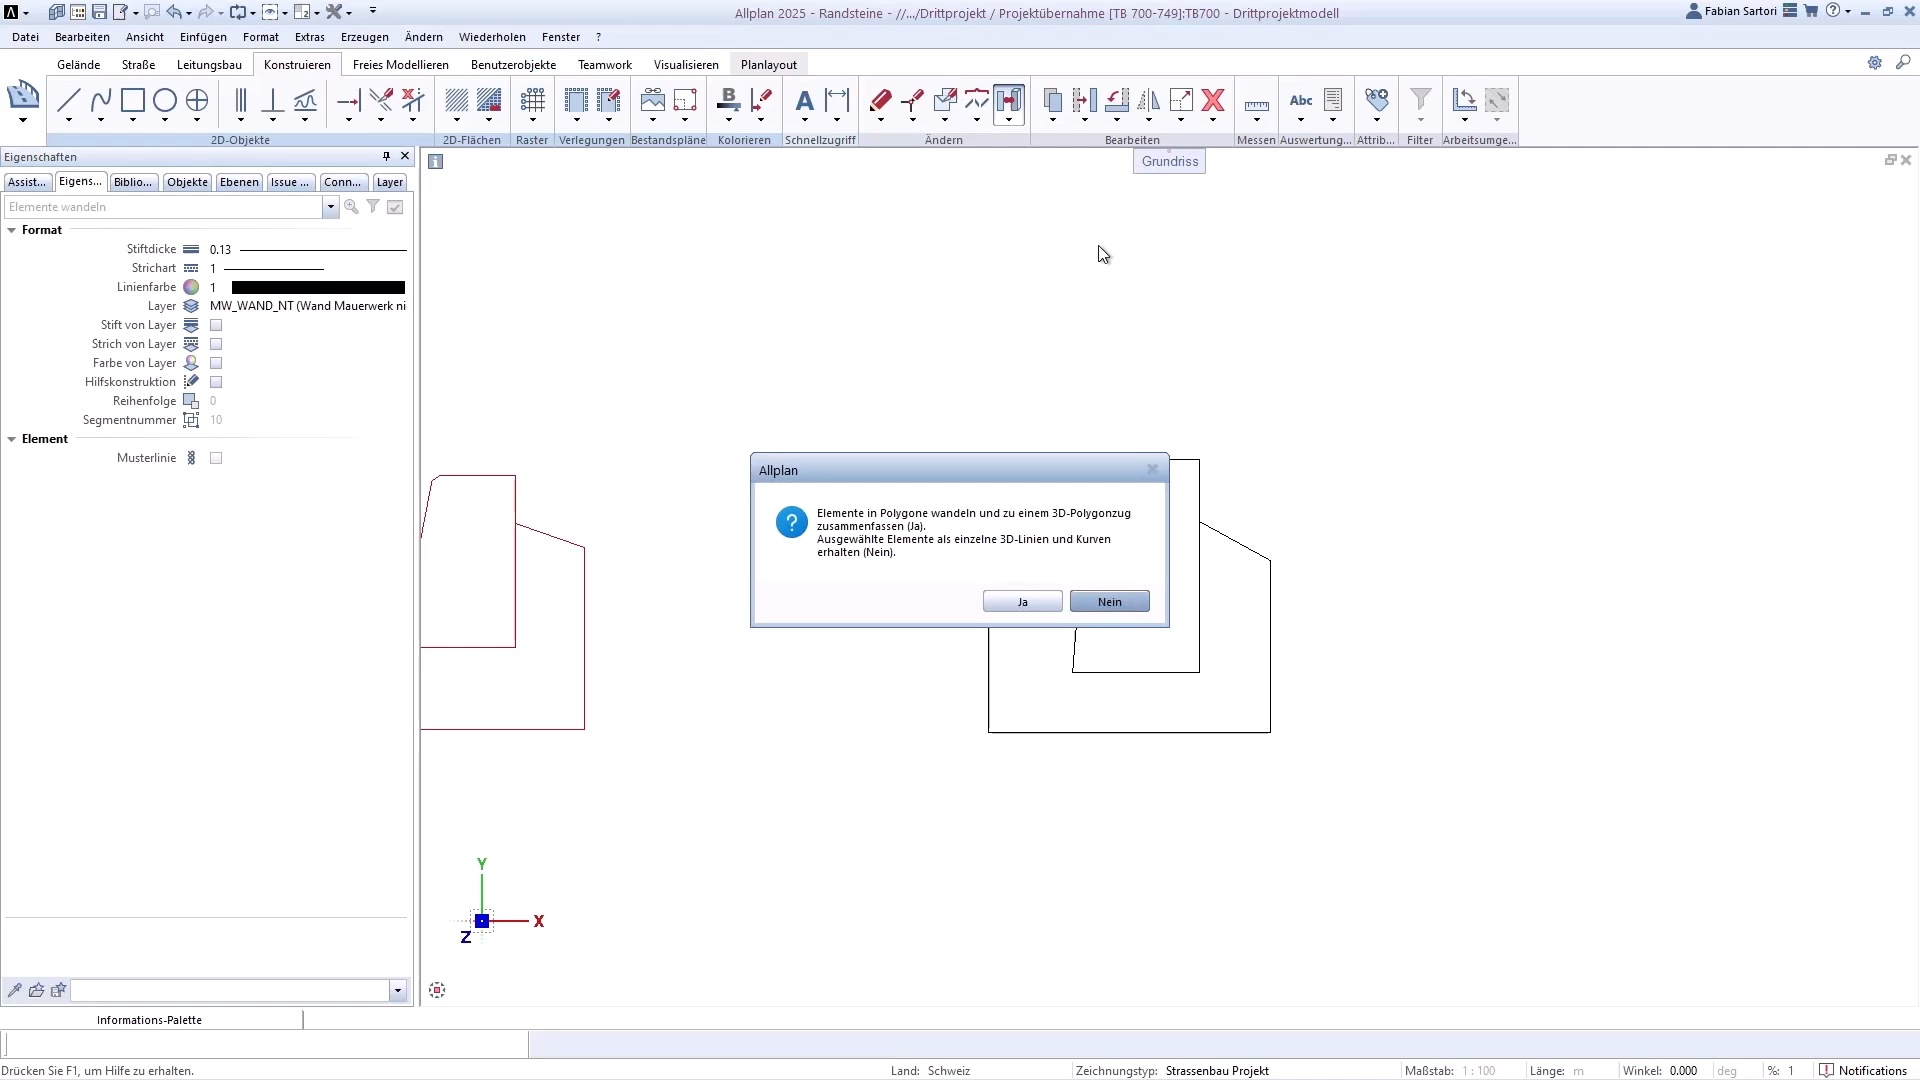 Allplan 2025 - Randsteine - //.../Drittprojekt / Projektübernahme [TB 700-749]:TB700 - Drittprojektmodell
Fabian Sartori
Datei Bearbeiten Ansicht Einfügen Format Extras Erzeugen Ändern Wiederholen Fenster ?
Gelände Straße Leitungsbau Konstruieren Freies Modellieren Benutzerobjekte Teamwork Visualisieren Planlayout
Abc
2D-Objekte 2D-Flächen Raster Verlegungen Bestandspläne Kolorieren Schnellzugriff Ändern Bearbeiten Messen Auswertung... Attrib... Filter Arbeitsumge...
Eigenschaften
Grundriss
Assist... Eigens... Biblio... Objekte Ebenen Issue ... Conn... Layer
Elemente wandeln
Format
Stiftdicke 0.13
Strichart 1
Linienfarbe 1
Layer MW_WAND_NT (Wand Mauerwerk ni
Stift von Layer
Strich von Layer
Farbe von Layer
Hilfskonstruktion
Reihenfolge 0
Segmentnummer 10
Element
Musterlinie
Allplan
Elemente in Polygone wandeln und zu einem 3D-Polygonzug
zusammenfassen (Ja).
Ausgewählte Elemente als einzelne 3D-Linien und Kurven
erhalten (Nein).
Ja Nein
Y
X
Z
Informations-Palette
Drücken Sie F1, um Hilfe zu erhalten. Land: Schweiz Zeichnungstyp: Strassenbau Projekt Maßstab: 1 : 100 Länge: m Winkel: 0.000 deg %: 1 Notifications